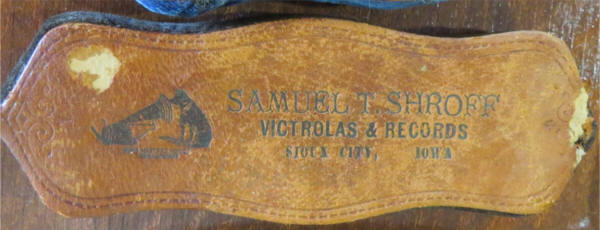 SAMUEL T. SHROFF
VICTROLAS & RECORDS
SIOUX CITY, IOWA